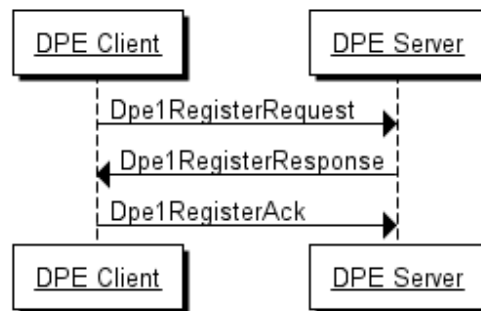 DPE Client DPE Server
Dpe1RegisterRequest
Dpe1RegisterResponse
Dpe1RegisterAck
DPE Client DPE Server